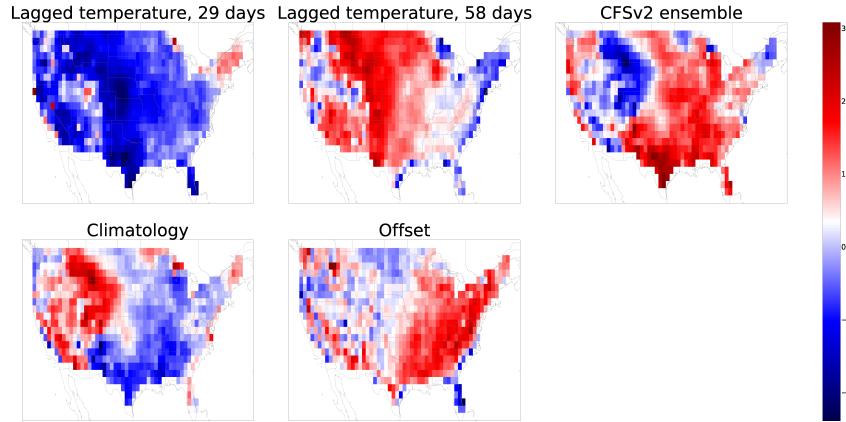 Lagged temperature, 29 days
Lagged temperature, 58 days
CFSv2 ensemble
3
2
1
0
−
−
Climatology
Offset